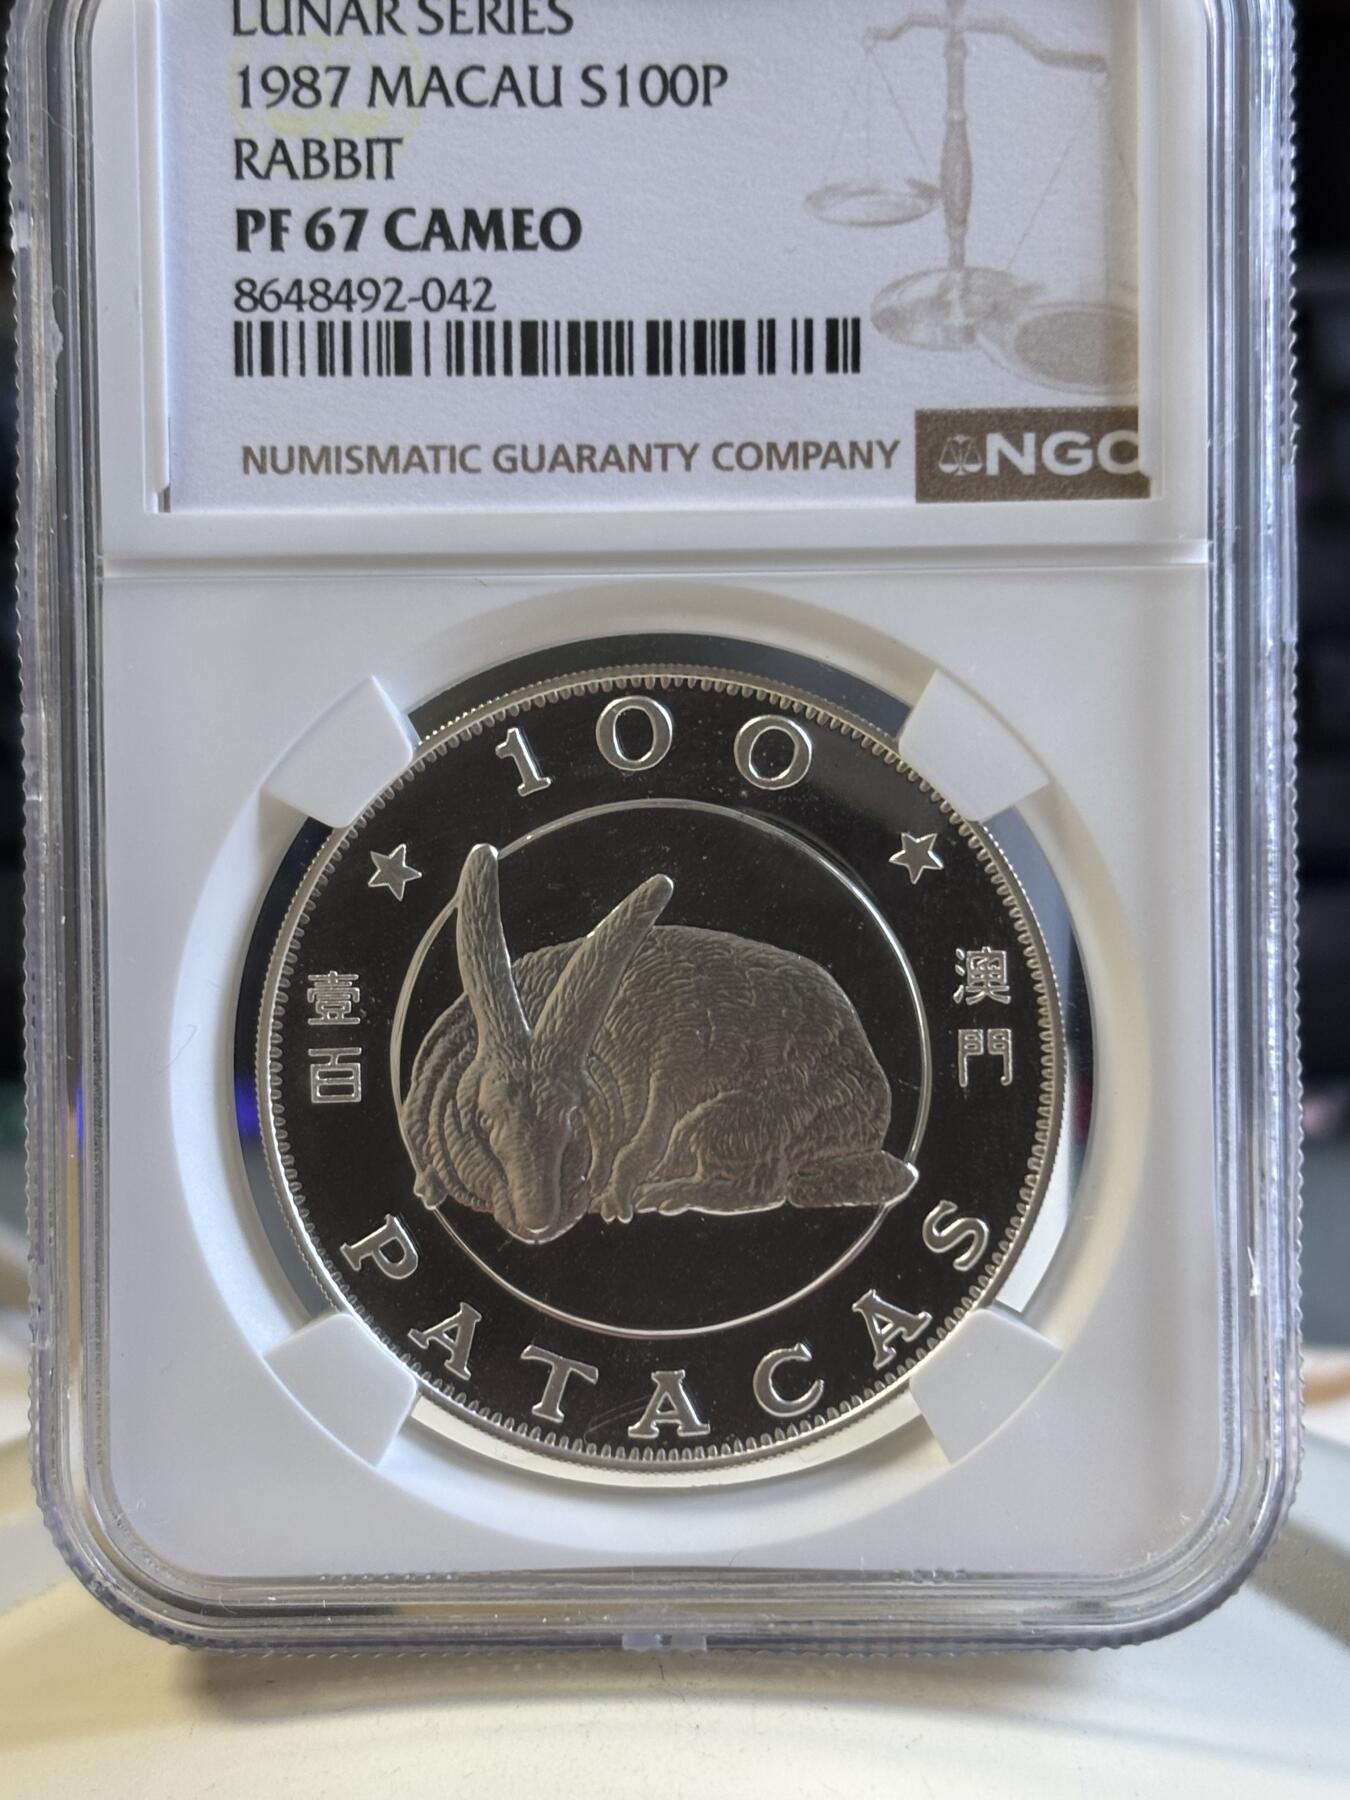 LUNAR SERIES
1987 MACAU S100P
RABBIT
PF 67 CAMEO
8648492-042
NUMISMATIC GUARANTY COMPANY
NGC
100
壹百
澳門
PATACAS